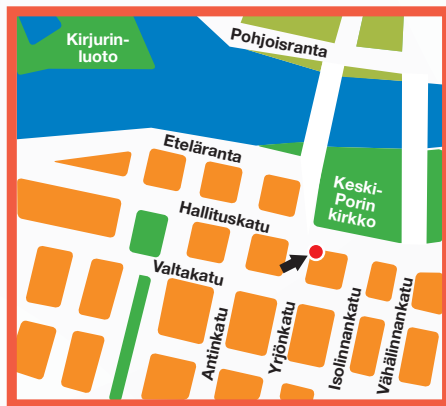 Kirjurin-
luoto
Pohjoisranta
Eteläranta
Keski-
Porin
kirkko
Hallituskatu
Valtakatu
Antinkatu
Yrjönkatu
Isolinnankatu
Vähälinnankatu